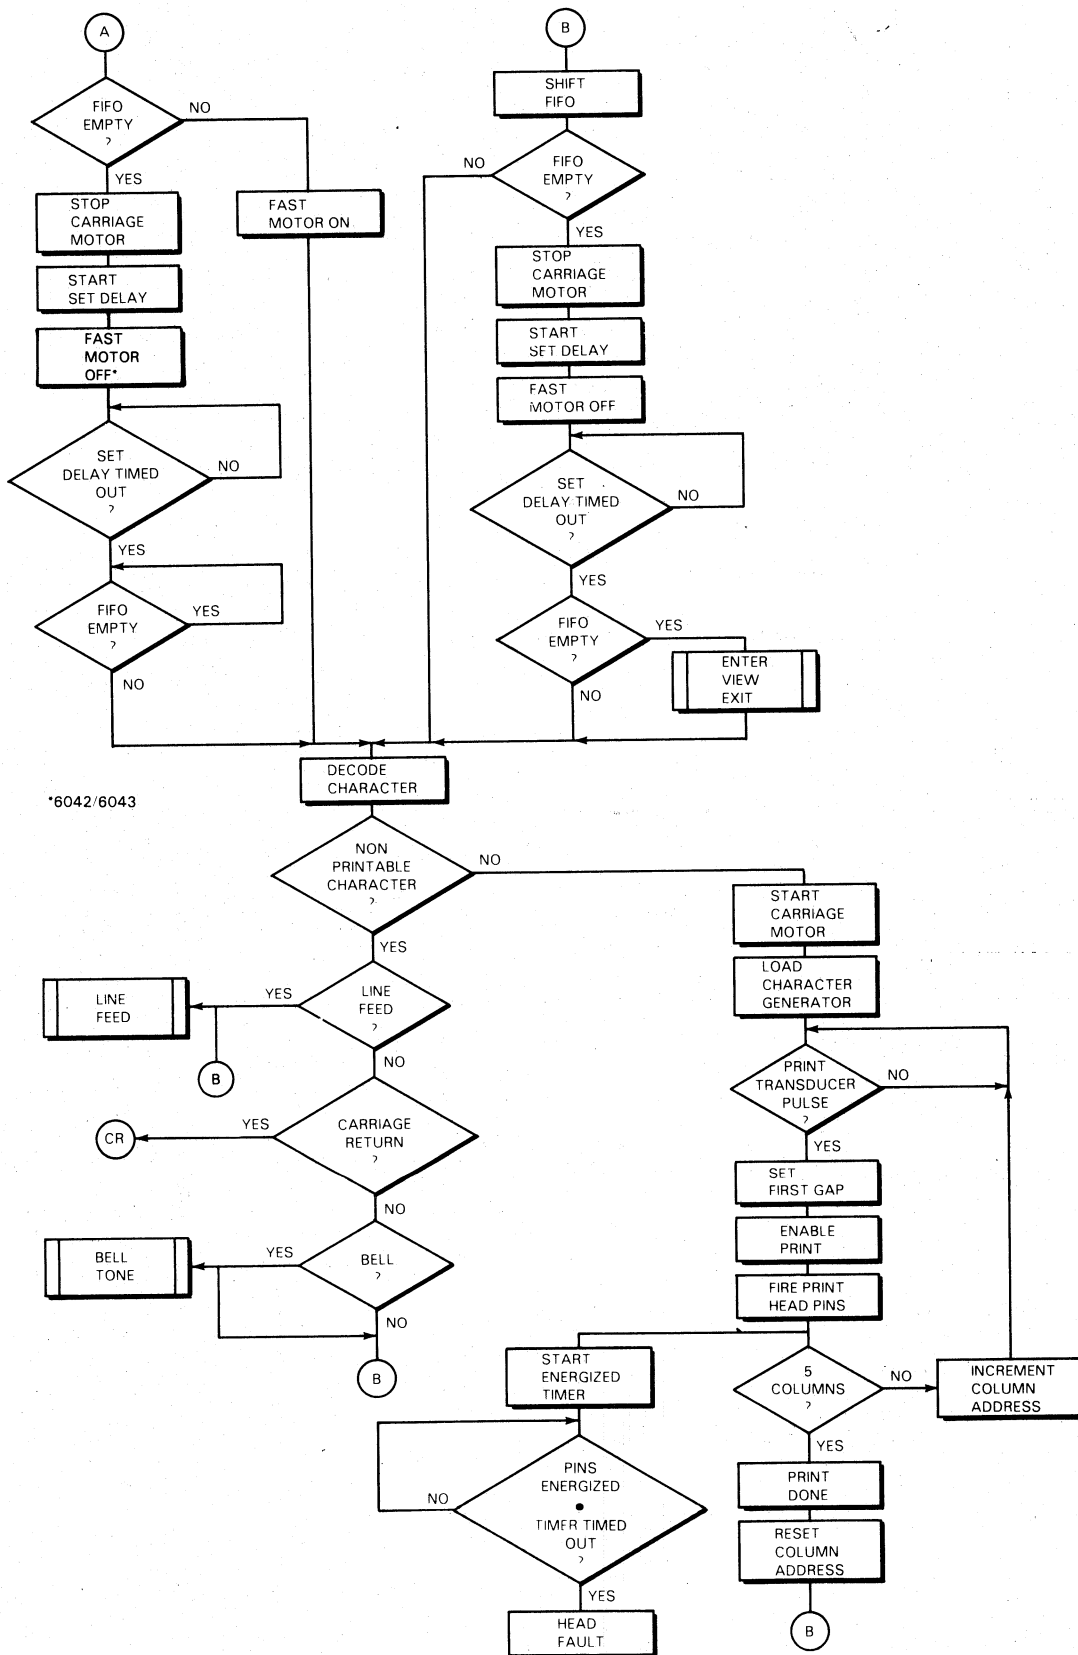 A
FIFO
EMPTY
?
NO
YES
STOP
CARRIAGE
MOTOR
FAST
MOTOR ON
START
SET DELAY
FAST
MOTOR
OFF*
SET
DELAY TIMED
OUT
?
NO
YES
FIFO
EMPTY
?
YES
NO
B
SHIFT
FIFO
FIFO
EMPTY
?
NO
YES
STOP
CARRIAGE
MOTOR
START
SET DELAY
FAST
MOTOR OFF
SET
DELAY TIMED
OUT
?
NO
YES
FIFO
EMPTY
?
YES
NO
ENTER
VIEW
EXIT
DECODE
CHARACTER
*6042/6043
NON
PRINTABLE
CHARACTER
?
NO
YES
LINE
FEED
?
YES
LINE
FEED
B
NO
CARRIAGE
RETURN
?
YES
CR
NO
BELL
?
YES
BELL
TONE
NO
B
START
CARRIAGE
MOTOR
LOAD
CHARACTER
GENERATOR
PRINT
TRANSDUCER
PULSE
?
NO
YES
SET
FIRST GAP
ENABLE
PRINT
FIRE PRINT
HEAD PINS
START
ENERGIZED
TIMER
5
COLUMNS
?
NO
INCREMENT
COLUMN
ADDRESS
YES
PRINT
DONE
RESET
COLUMN
ADDRESS
B
PINS
ENERGIZED
•
TIMER TIMED
OUT
?
NO
YES
HEAD
FAULT